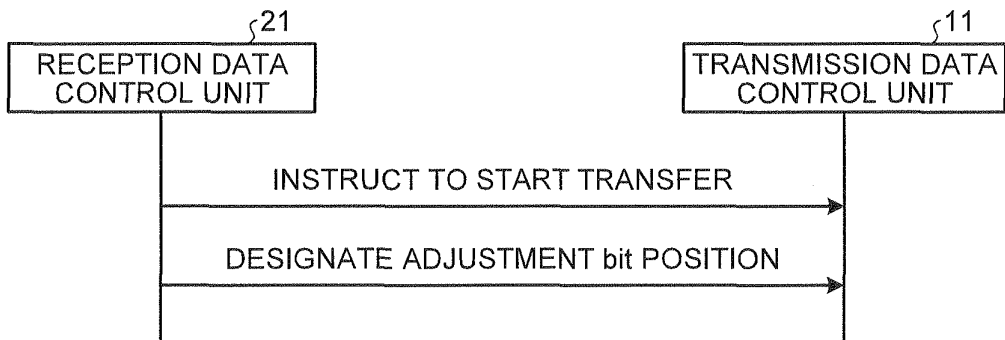 21
RECEPTION DATA
CONTROL UNIT
11
TRANSMISSION DATA
CONTROL UNIT
INSTRUCT TO START TRANSFER
DESIGNATE ADJUSTMENT bit POSITION